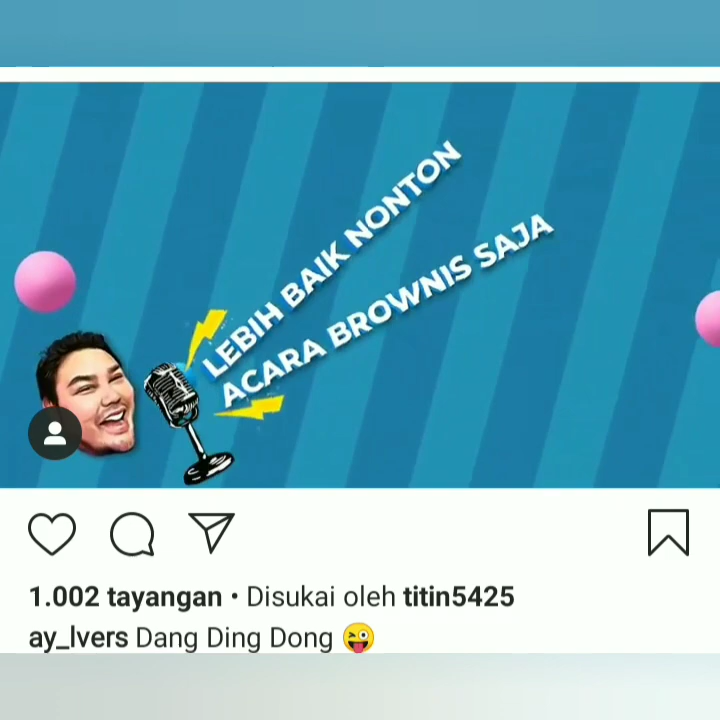 LEBIH BAIK NONTON
ACARA BROWNIS SAJA
1.002 tayangan • Disukai oleh titin5425
ay_lvers Dang Ding Dong 😜